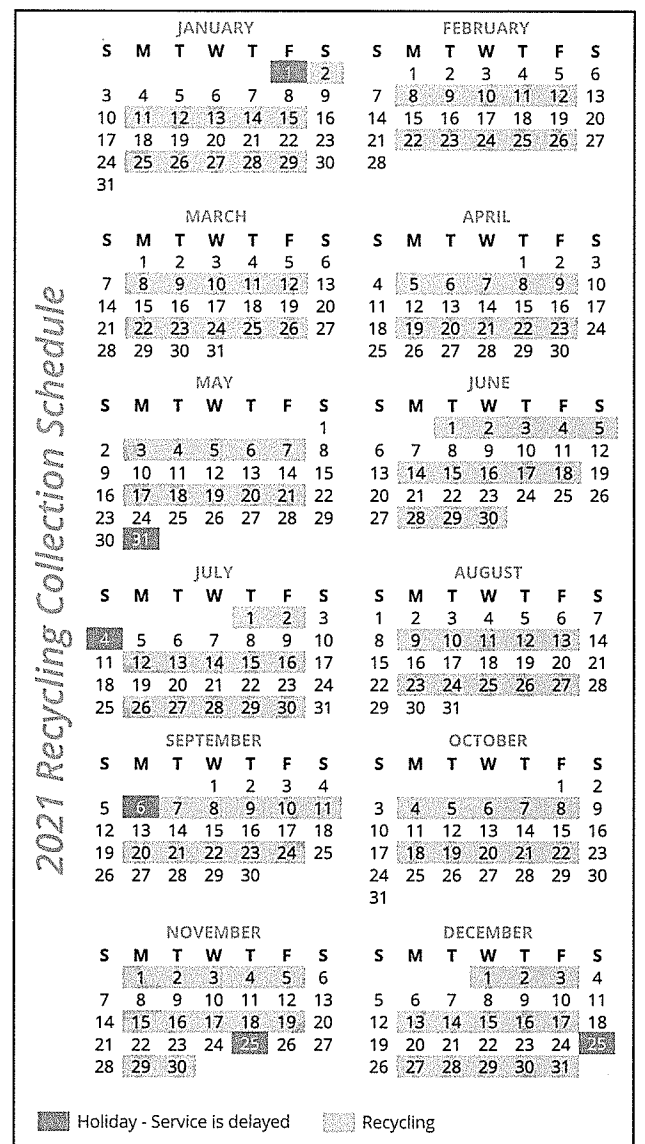 2021 Recycling Collection Schedule
JANUARY
S M T W T F S
1 2
3 4 5 6 7 8 9
10 11 12 13 14 15 16
17 18 19 20 21 22 23
24 25 26 27 28 29 30
31
FEBRUARY
S M T W T F S
1 2 3 4 5 6
7 8 9 10 11 12 13
14 15 16 17 18 19 20
21 22 23 24 25 26 27
28
MARCH
S M T W T F S
1 2 3 4 5 6
7 8 9 10 11 12 13
14 15 16 17 18 19 20
21 22 23 24 25 26 27
28 29 30 31
APRIL
S M T W T F S
1 2 3
4 5 6 7 8 9 10
11 12 13 14 15 16 17
18 19 20 21 22 23 24
25 26 27 28 29 30
MAY
S M T W T F S
1
2 3 4 5 6 7 8
9 10 11 12 13 14 15
16 17 18 19 20 21 22
23 24 25 26 27 28 29
30 31
JUNE
S M T W T F S
1 2 3 4 5
6 7 8 9 10 11 12
13 14 15 16 17 18 19
20 21 22 23 24 25 26
27 28 29 30
JULY
S M T W T F S
1 2 3
4 5 6 7 8 9 10
11 12 13 14 15 16 17
18 19 20 21 22 23 24
25 26 27 28 29 30 31
AUGUST
S M T W T F S
1 2 3 4 5 6 7
8 9 10 11 12 13 14
15 16 17 18 19 20 21
22 23 24 25 26 27 28
29 30 31
SEPTEMBER
S M T W T F S
1 2 3 4
5 6 7 8 9 10 11
12 13 14 15 16 17 18
19 20 21 22 23 24 25
26 27 28 29 30
OCTOBER
S M T W T F S
1 2
3 4 5 6 7 8 9
10 11 12 13 14 15 16
17 18 19 20 21 22 23
24 25 26 27 28 29 30
31
NOVEMBER
S M T W T F S
1 2 3 4 5 6
7 8 9 10 11 12 13
14 15 16 17 18 19 20
21 22 23 24 25 26 27
28 29 30
DECEMBER
S M T W T F S
1 2 3 4
5 6 7 8 9 10 11
12 13 14 15 16 17 18
19 20 21 22 23 24 25
26 27 28 29 30 31
Holiday - Service is delayed
Recycling